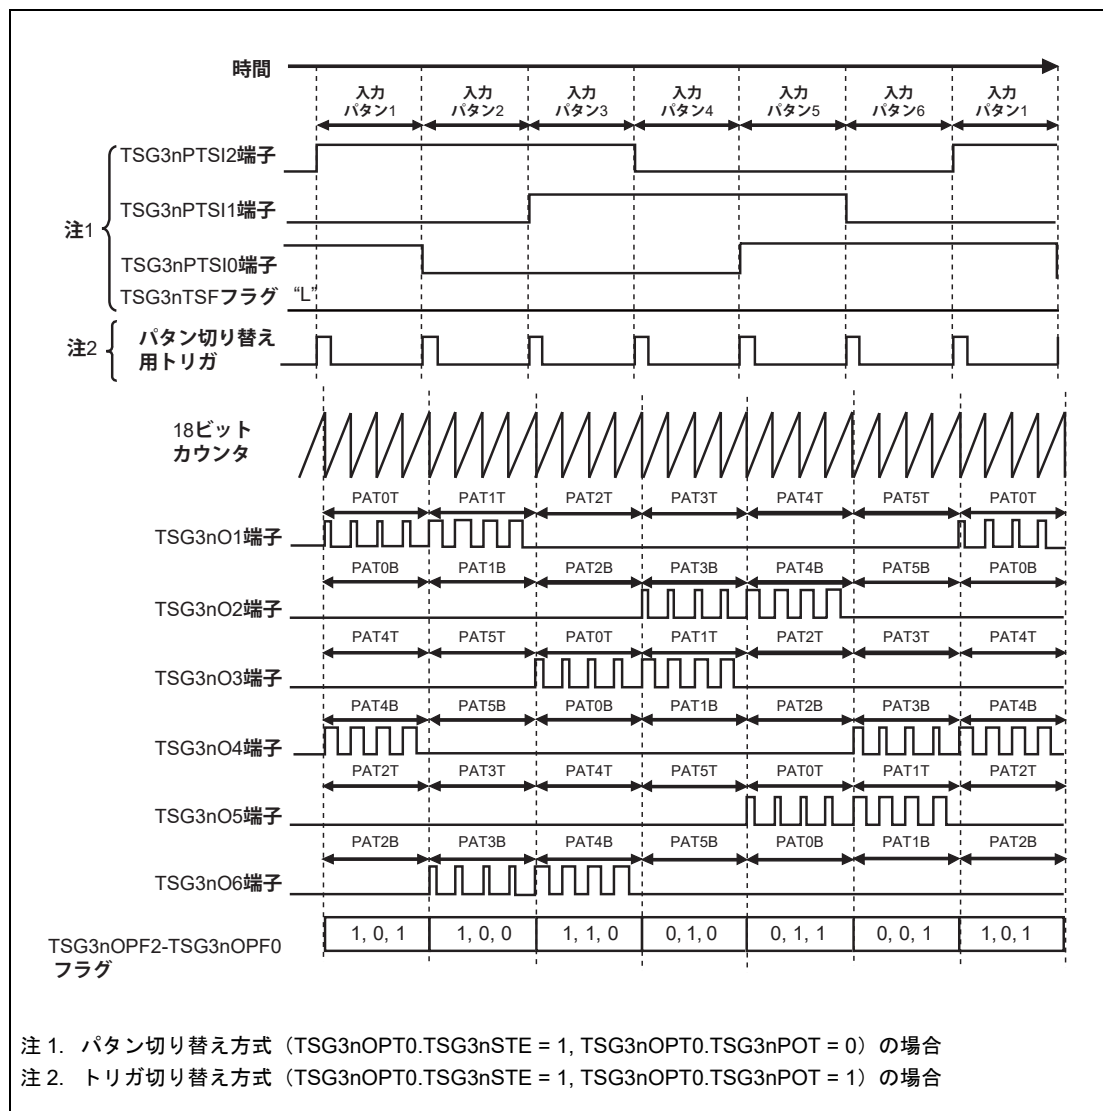 時間
入力 入力 入力 入力 入力 入力 入力
パタン1 パタン2 パタン3 パタン4 パタン5 パタン6 パタン1
TSG3nPTSI2端子
TSG3nPTSI1端子
注1
TSG3nPTSI0端子
TSG3nTSFフラグ “L”
注2
パタン切り替え
用トリガ
18ビット
カウンタ
PAT0T PAT1T PAT2T PAT3T PAT4T PAT5T PAT0T
TSG3nO1端子
PAT0B PAT1B PAT2B PAT3B PAT4B PAT5B PAT0B
TSG3nO2端子
PAT4T PAT5T PAT0T PAT1T PAT2T PAT3T PAT4T
TSG3nO3端子
PAT4B PAT5B PAT0B PAT1B PAT2B PAT3B PAT4B
TSG3nO4端子
PAT2T PAT3T PAT4T PAT5T PAT0T PAT1T PAT2T
TSG3nO5端子
PAT2B PAT3B PAT4B PAT5B PAT0B PAT1B PAT2B
TSG3nO6端子
1, 0, 1 1, 0, 0 1, 1, 0 0, 1, 0 0, 1, 1 0, 0, 1 1, 0, 1
TSG3nOPF2-TSG3nOPF0
フラグ
注 1. パタン切り替え方式（TSG3nOPT0.TSG3nSTE = 1, TSG3nOPT0.TSG3nPOT = 0）の場合
注 2. トリガ切り替え方式（TSG3nOPT0.TSG3nSTE = 1, TSG3nOPT0.TSG3nPOT = 1）の場合